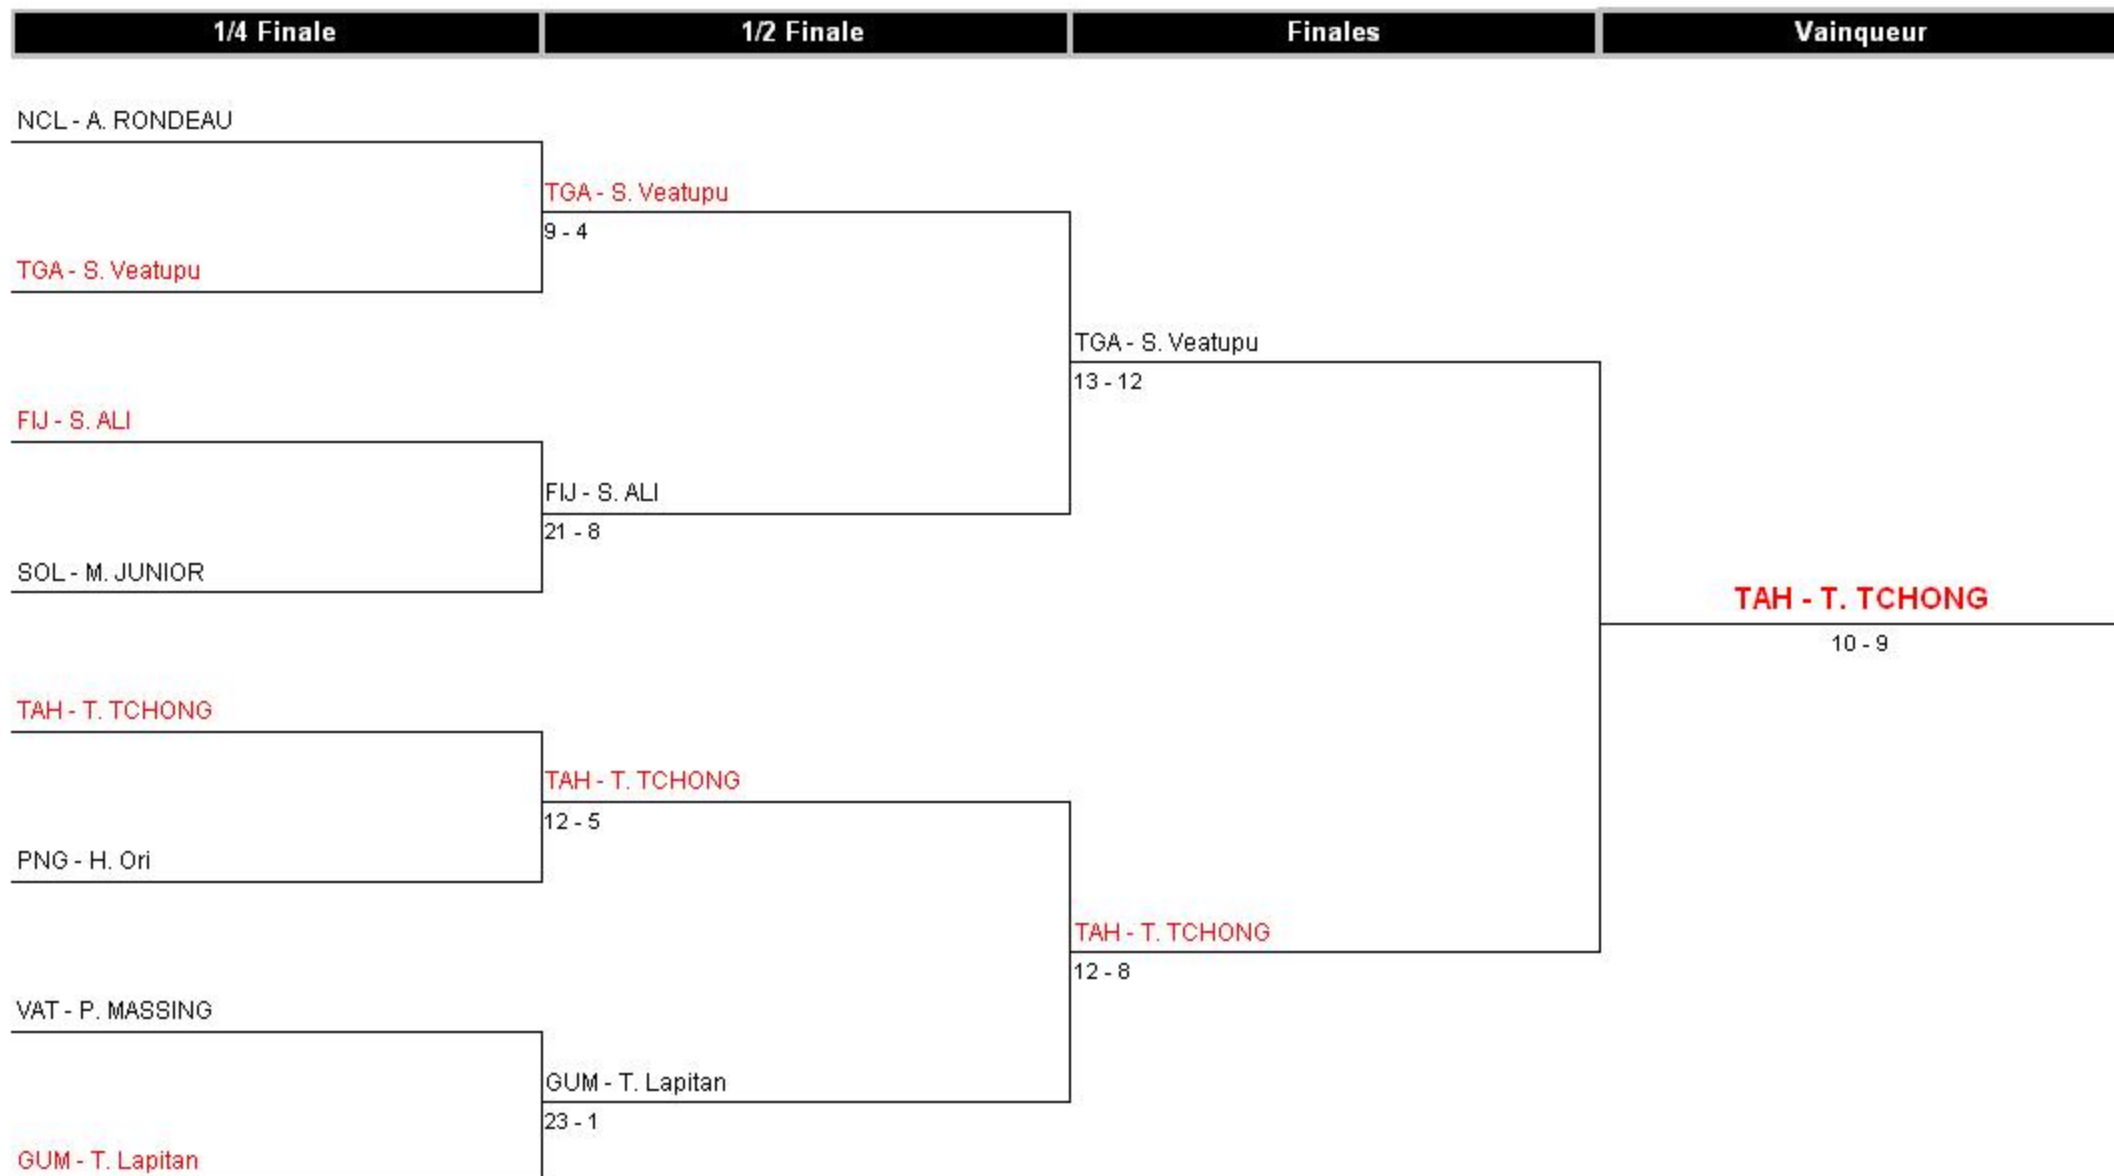 1/4 Finale 1/2 Finale Finales Vainqueur
NCL - A. RONDEAU
TGA - S. Veatupu
9 - 4
TGA - S. Veatupu
TGA - S. Veatupu
13 - 12
FIJ - S. ALI
FIJ - S. ALI
21 - 8
SOL - M. JUNIOR
TAH - T. TCHONG
10 - 9
TAH - T. TCHONG
TAH - T. TCHONG
12 - 5
PNG - H. Ori
TAH - T. TCHONG
12 - 8
VAT - P. MASSING
GUM - T. Lapitan
23 - 1
GUM - T. Lapitan